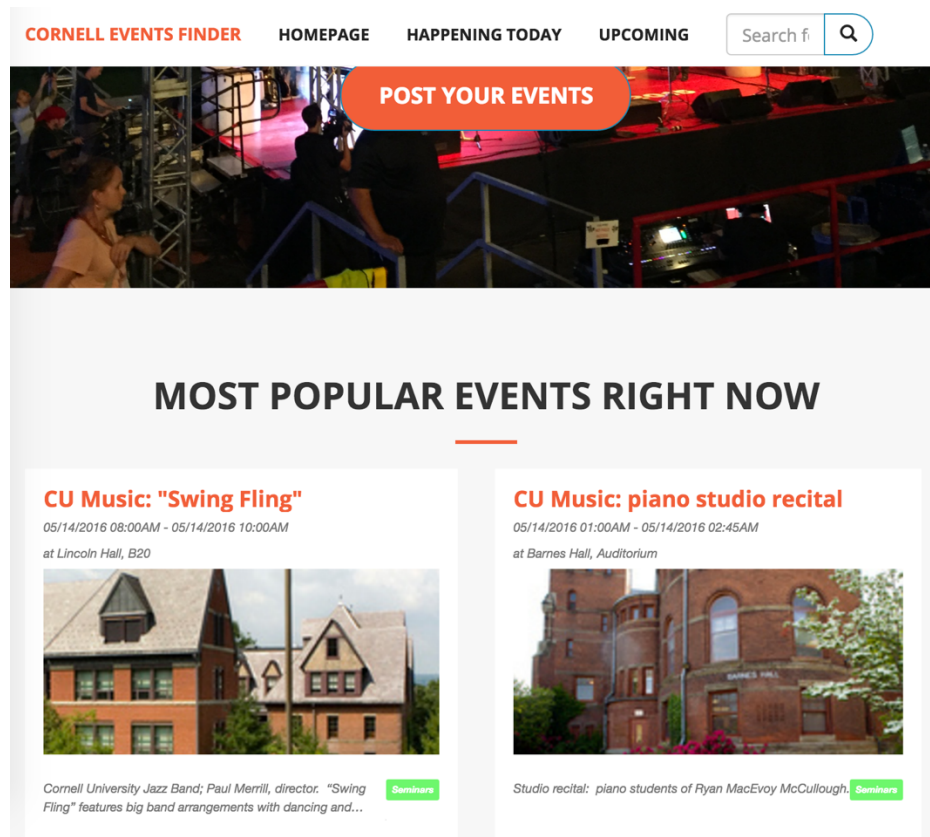 CORNELL EVENTS FINDER HOMEPAGE HAPPENING TODAY UPCOMING Search f
POST YOUR EVENTS
MOST POPULAR EVENTS RIGHT NOW
CU Music: "Swing Fling"
05/14/2016 08:00AM - 05/14/2016 10:00AM
at Lincoln Hall, B20
Cornell University Jazz Band; Paul Merrill, director. “Swing
Fling” features big band arrangements with dancing and…
Seminars
CU Music: piano studio recital
05/14/2016 01:00AM - 05/14/2016 02:45AM
at Barnes Hall, Auditorium
BARNES HALL
Studio recital: piano students of Ryan MacEvoy McCullough.
Seminars